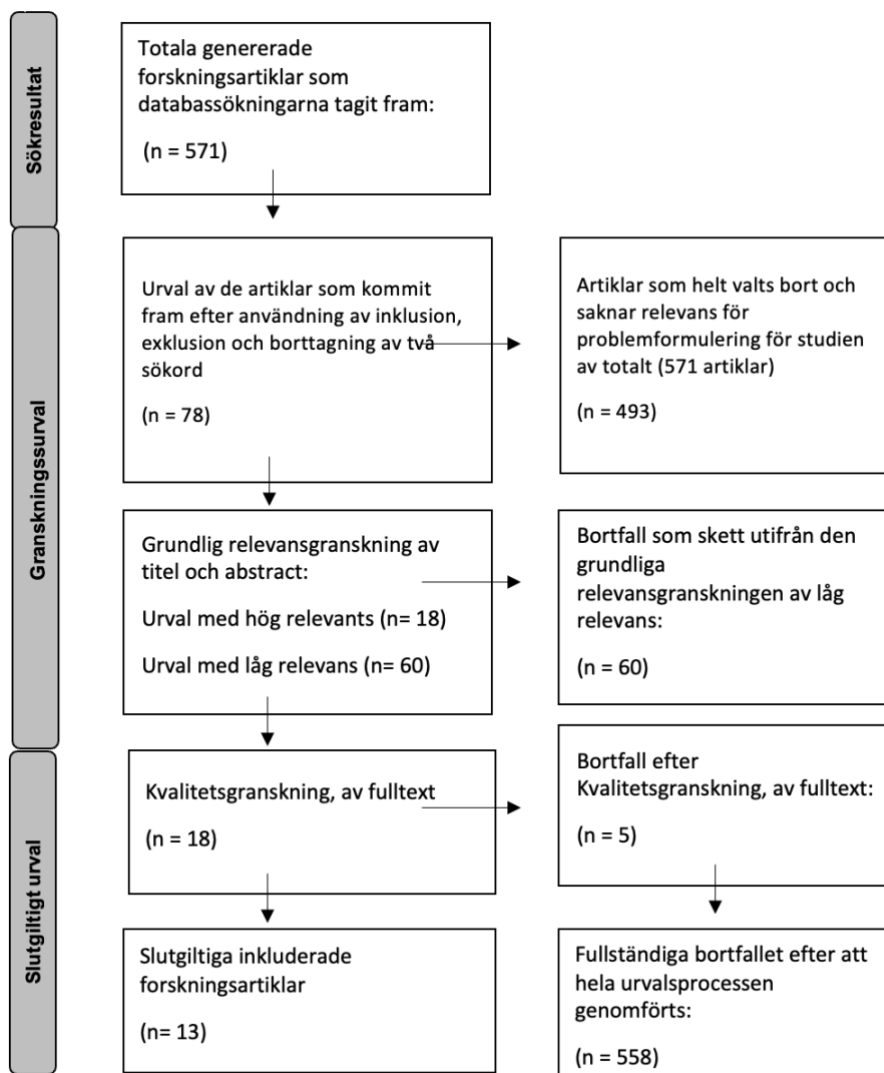 Sökresultat
Totala genererade
forskningsartiklar som
databassökningarna tagit fram:
(n = 571)
Granskningssurval
Urval av de artiklar som kommit
fram efter användning av inklusion,
exklusion och borttagning av två
sökord
(n = 78)
Artiklar som helt valts bort och
saknar relevans för
problemformulering för studien
av totalt (571 artiklar)
(n = 493)
Grundlig relevansgranskning av
titel och abstract:
Urval med hög relevants (n= 18)
Urval med låg relevans (n= 60)
Bortfall som skett utifrån den
grundliga
relevansgranskningen av låg
relevans:
(n = 60)
Slutgiltigt urval
Kvalitetsgranskning, av fulltext
(n = 18)
Bortfall efter
Kvalitetsgranskning, av fulltext:
(n = 5)
Slutgiltiga inkluderade
forskningsartiklar
(n= 13)
Fullständiga bortfallet efter att
hela urvalsprocessen
genomförts:
(n = 558)